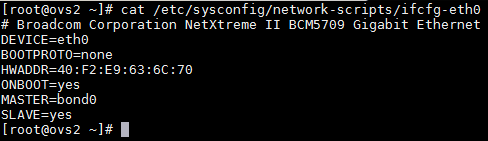 [root@ovs2 ~]# cat /etc/sysconfig/network-scripts/ifcfg-eth0
# Broadcom Corporation NetXtreme II BCM5709 Gigabit Ethernet
DEVICE=eth0
BOOTPROTO=none
HWADDR=40:F2:E9:63:6C:70
ONBOOT=yes
MASTER=bond0
SLAVE=yes
[root@ovs2 ~]#